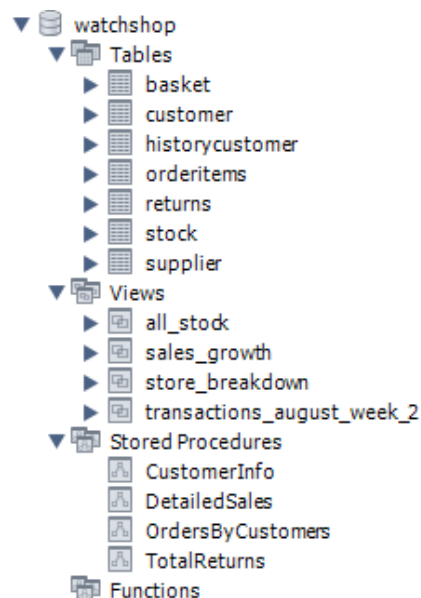 watchshop
Tables
basket
customer
historycustomer
orderitems
returns
stock
supplier
Views
all_stock
sales_growth
store_breakdown
transactions_august_week_2
Stored Procedures
CustomerInfo
DetailedSales
OrdersByCustomers
TotalReturns
Functions